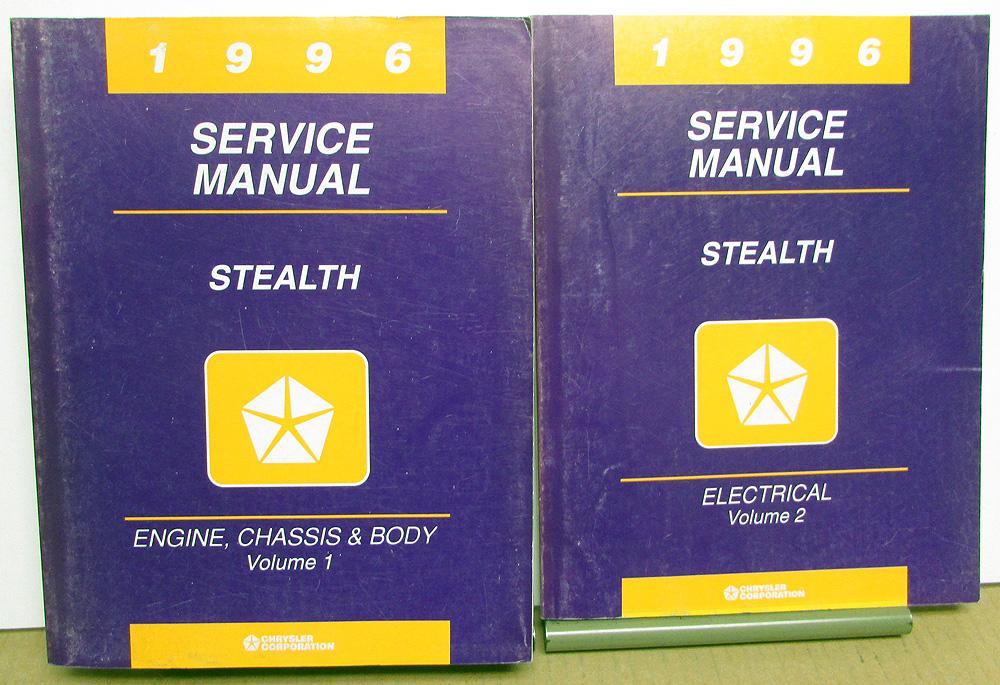 1 9 9 6
SERVICE
MANUAL
STEALTH
ENGINE, CHASSIS & BODY
Volume 1
CHRYSLER
CORPORATION
1 9 9 6
SERVICE
MANUAL
STEALTH
ELECTRICAL
Volume 2
CHRYSLER
CORPORATION